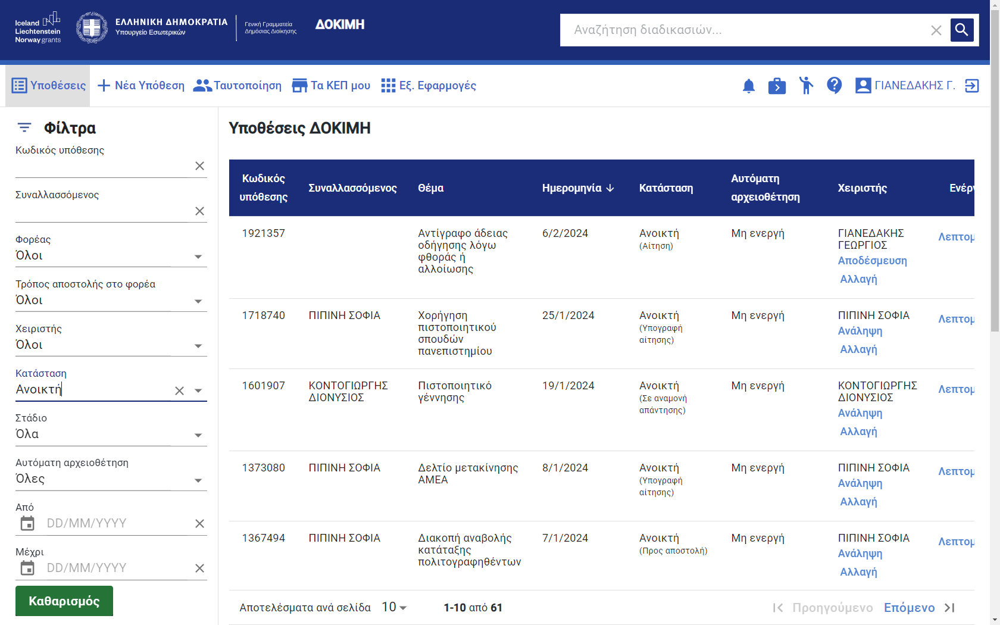 Iceland
Liechtenstein
Norway grants
ΕΛΛΗΝΙΚΗ ΔΗΜΟΚΡΑΤΙΑ
Υπουργείο Εσωτερικών
Γενική Γραμματεία
Δημόσιας Διοίκησης
ΔΟΚΙΜΗ
Αναζήτηση διαδικασιών...
Υποθέσεις
Νέα Υπόθεση
Ταυτοποίηση
Τα ΚΕΠ μου
Εξ. Εφαρμογές
ΓΙΑΝΕΔΑΚΗΣ Γ.
Φίλτρα
Κωδικός υπόθεσης
Συναλλασσόμενος
Φορέας
Όλοι
Τρόπος αποστολής στο φορέα
Όλοι
Χειριστής
Όλοι
Κατάσταση
Ανοικτή
Στάδιο
Όλα
Αυτόματη αρχειοθέτηση
Όλες
Από
DD/MM/YYYY
Μέχρι
DD/MM/YYYY
Καθαρισμός
Υποθέσεις ΔΟΚΙΜΗ
Κωδικός
υπόθεσης
Συναλλασσόμενος
Θέμα
Ημερομηνία
Κατάσταση
Αυτόματη
αρχειοθέτηση
Χειριστής
Ενέργ
1921357
Αντίγραφο άδειας
οδήγησης λόγω
φθοράς ή
αλλοίωσης
6/2/2024
Ανοικτή
(Αίτηση)
Μη ενεργή
ΓΙΑΝΕΔΑΚΗΣ
ΓΕΩΡΓΙΟΣ
Αποδέσμευση
Αλλαγή
Λεπτομ
1718740
ΠΙΠΙΝΗ ΣΟΦΙΑ
Χορήγηση
πιστοποιητικού
σπουδών
πανεπιστημίου
25/1/2024
Ανοικτή
(Υπογραφή
αίτησης)
Μη ενεργή
ΠΙΠΙΝΗ ΣΟΦΙΑ
Ανάληψη
Αλλαγή
Λεπτομ
1601907
ΚΟΝΤΟΓΙΩΡΓΗΣ
ΔΙΟΝΥΣΙΟΣ
Πιστοποιητικό
γέννησης
19/1/2024
Ανοικτή
(Σε αναμονή
απάντησης)
Μη ενεργή
ΚΟΝΤΟΓΙΩΡΓΗΣ
ΔΙΟΝΥΣΙΟΣ
Ανάληψη
Αλλαγή
Λεπτομ
1373080
ΠΙΠΙΝΗ ΣΟΦΙΑ
Δελτίο μετακίνησης
ΑΜΕΑ
8/1/2024
Ανοικτή
(Υπογραφή
αίτησης)
Μη ενεργή
ΠΙΠΙΝΗ ΣΟΦΙΑ
Ανάληψη
Αλλαγή
Λεπτομ
1367494
ΠΙΠΙΝΗ ΣΟΦΙΑ
Διακοπή αναβολής
κατάταξης
πολιτογραφηθέντων
7/1/2024
Ανοικτή
(Προς αποστολή)
Μη ενεργή
ΠΙΠΙΝΗ ΣΟΦΙΑ
Ανάληψη
Αλλαγή
Λεπτομ
Αποτελέσματα ανά σελίδα 10
1-10 από 61
Προηγούμενο
Επόμενο